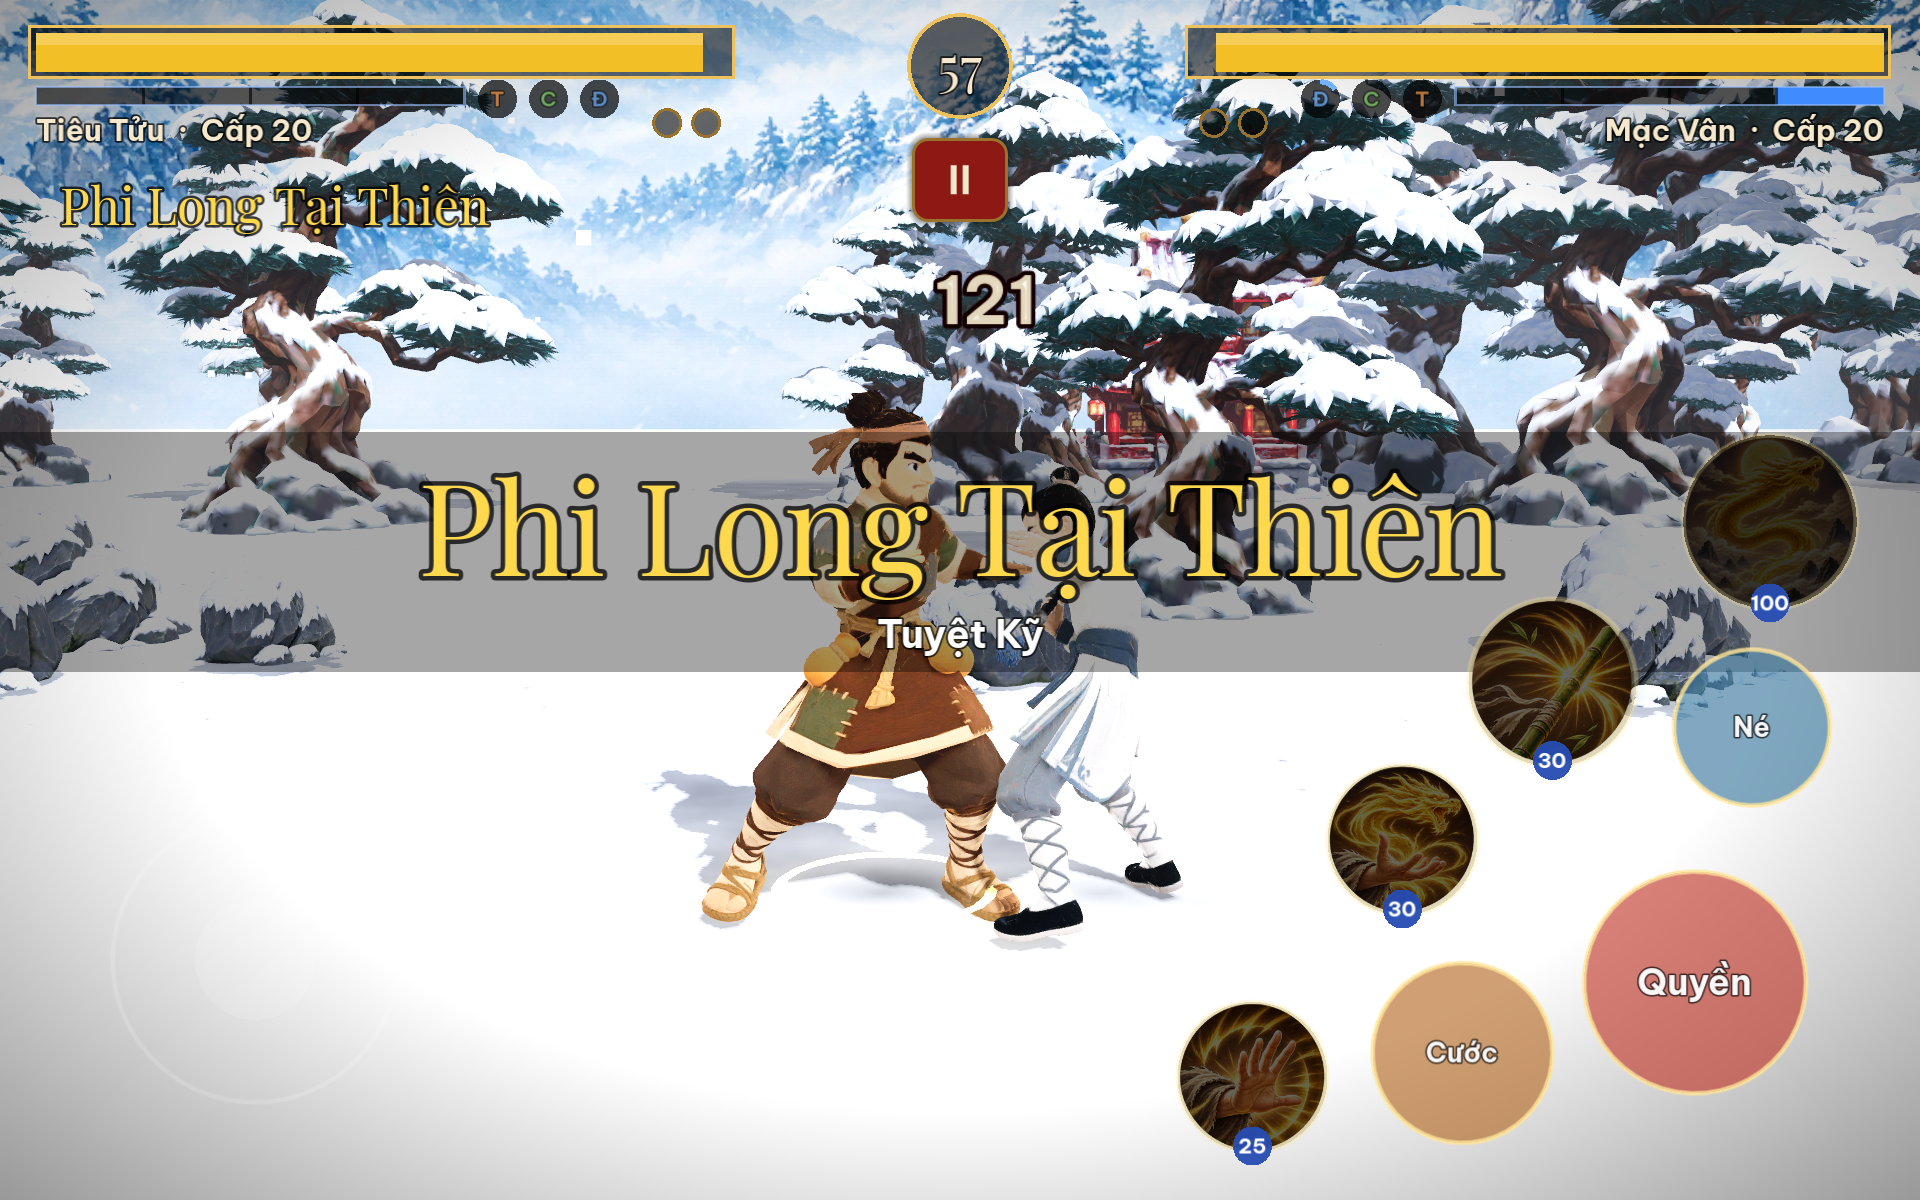 57
T C Đ
Đ C T
Tiêu Tửu · Cấp 20
Mạc Vân · Cấp 20
Phi Long Tại Thiên
121
Phi Long Tại Thiên
Tuyệt Kỹ
100
30
Né
30
Quyền
Cước
25